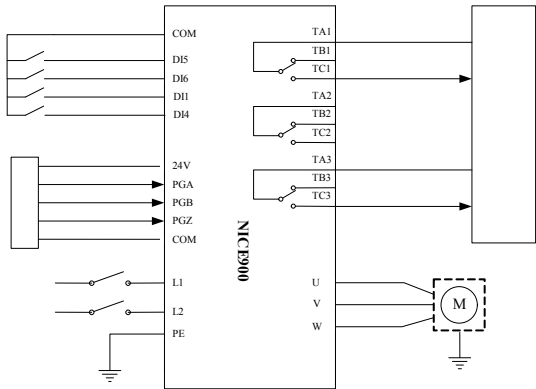 COM
DI5
DI6
DI1
DI4
24V
PGA
PGB
PGZ
COM
L1
L2
PE
NICE900
TA1
TB1
TC1
TA2
TB2
TC2
TA3
TB3
TC3
U
V
W
M